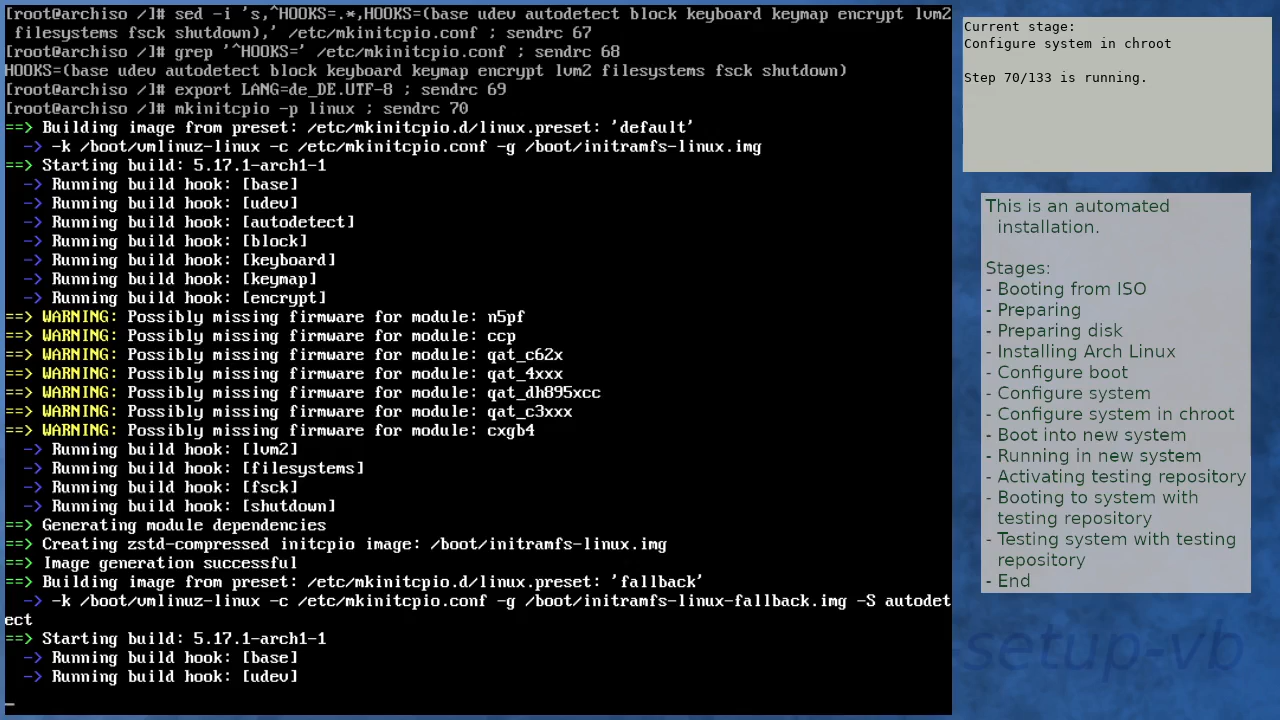 [root@archiso /]# sed -i 's,^HOOKS=.*,HOOKS=(base udev autodetect block keyboard keymap encrypt lvm2
 filesystems fsck shutdown),' /etc/mkinitcpio.conf ; sendrc 67
[root@archiso /]# grep '^HOOKS=' /etc/mkinitcpio.conf ; sendrc 68
HOOKS=(base udev autodetect block keyboard keymap encrypt lvm2 filesystems fsck shutdown)
[root@archiso /]# export LANG=de_DE.UTF-8 ; sendrc 69
[root@archiso /]# mkinitcpio -p linux ; sendrc 70
==> Building image from preset: /etc/mkinitcpio.d/linux.preset: 'default'
  -> -k /boot/vmlinuz-linux -c /etc/mkinitcpio.conf -g /boot/initramfs-linux.img
==> Starting build: 5.17.1-arch1-1
  -> Running build hook: [base]
  -> Running build hook: [udev]
  -> Running build hook: [autodetect]
  -> Running build hook: [block]
  -> Running build hook: [keyboard]
  -> Running build hook: [keymap]
  -> Running build hook: [encrypt]
==> WARNING: Possibly missing firmware for module: n5pf
==> WARNING: Possibly missing firmware for module: ccp
==> WARNING: Possibly missing firmware for module: qat_c62x
==> WARNING: Possibly missing firmware for module: qat_4xxx
==> WARNING: Possibly missing firmware for module: qat_dh895xcc
==> WARNING: Possibly missing firmware for module: qat_c3xxx
==> WARNING: Possibly missing firmware for module: cxgb4
  -> Running build hook: [lvm2]
  -> Running build hook: [filesystems]
  -> Running build hook: [fsck]
  -> Running build hook: [shutdown]
==> Generating module dependencies
==> Creating zstd-compressed initcpio image: /boot/initramfs-linux.img
==> Image generation successful
==> Building image from preset: /etc/mkinitcpio.d/linux.preset: 'fallback'
  -> -k /boot/vmlinuz-linux -c /etc/mkinitcpio.conf -g /boot/initramfs-linux-fallback.img -S autodet
ect
==> Starting build: 5.17.1-arch1-1
  -> Running build hook: [base]
  -> Running build hook: [udev]
_
Current stage:
Configure system in chroot
Step 70/133 is running.
This is an automated
installation.
Stages:
- Booting from ISO
- Preparing
- Preparing disk
- Installing Arch Linux
- Configure boot
- Configure system
- Configure system in chroot
- Boot into new system
- Running in new system
- Activating testing repository
- Booting to system with
testing repository
- Testing system with testing
repository
- End
-setup-vb